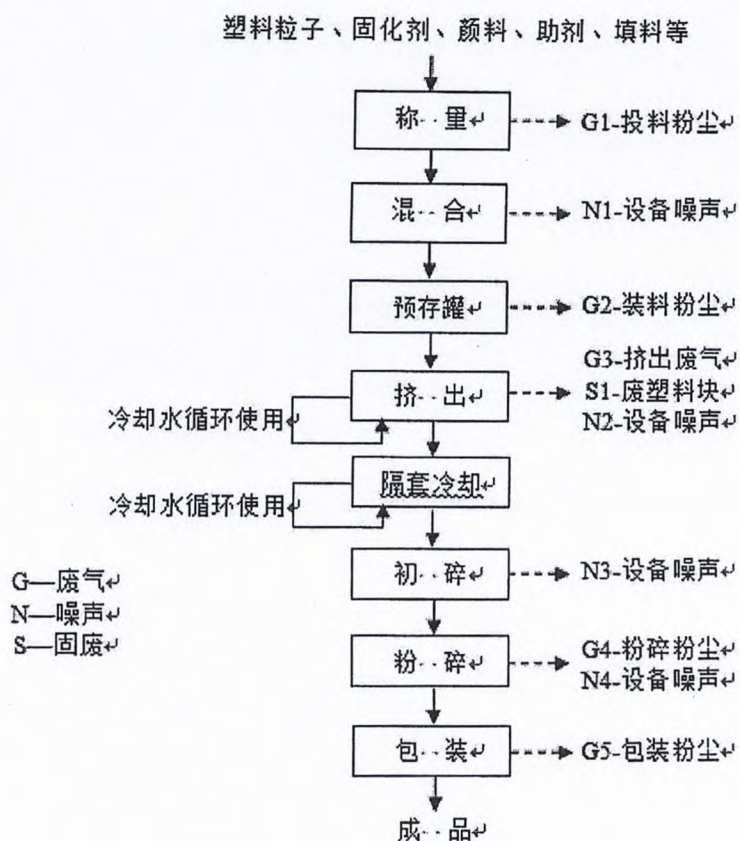 塑料粒子、固化剂、颜料、助剂、填料等
称量
G1-投料粉尘
混合
N1-设备噪声
预存罐
G2-装料粉尘
G3-挤出废气
挤出
S1-废塑料块
N2-设备噪声
冷却水循环使用
隔套冷却
冷却水循环使用
初碎
N3-设备噪声
G—废气
N—噪声
S—固废
粉碎
G4-粉碎粉尘
N4-设备噪声
包装
G5-包装粉尘
成品